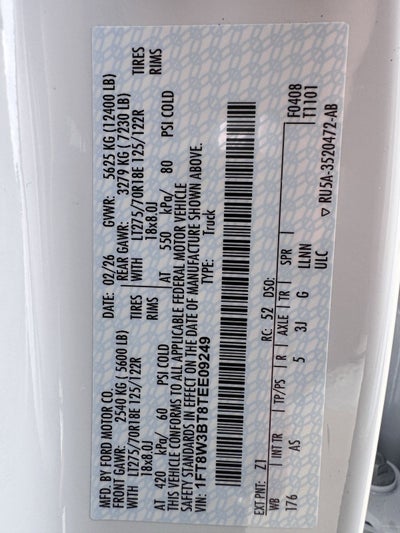 MFD. BY FORD MOTOR CO.
DATE: 02/26 GVWR: 5625 KG (12400 LB)
FRONT GAWR: 2540 KG ( 5600 LB) REAR GAWR: 3279 KG ( 7230 LB)
WITH LT275/70R18E 125/122R TIRES WITH LT275/70R18E 125/122R TIRES
18x8.0J RIMS 18x8.0J RIMS
AT 420 kPa/ 60 PSI COLD AT 550 kPa/ 80 PSI COLD
THIS VEHICLE CONFORMS TO ALL APPLICABLE FEDERAL MOTOR VEHICLE
SAFETY STANDARDS IN EFFECT ON THE DATE OF MANUFACTURE SHOWN ABOVE.
VIN: 1FT8W3BT8TEE09249 TYPE: Truck
F0408
T1101
EXT PNT: Z1 RC: 52 DSO:
WB INT TR TP/PS R AXLE TR SPR
176 AS 5 3J G LLNN
ULC
▽ RU5A-3520472-AB